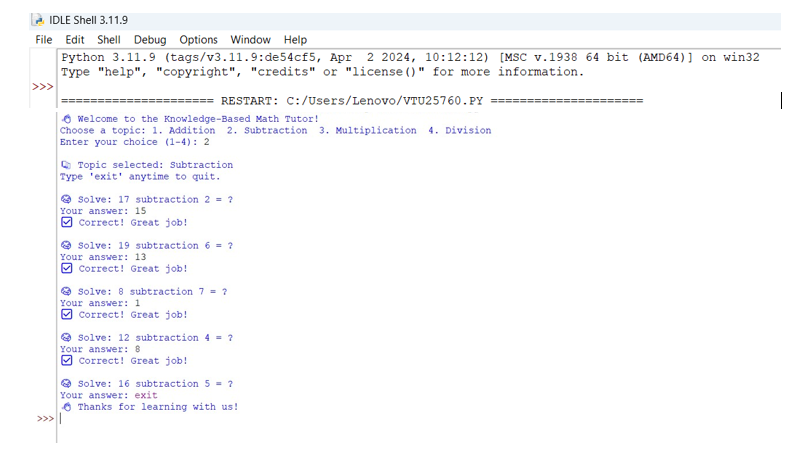 IDLE Shell 3.11.9
File Edit Shell Debug Options Window Help
Python 3.11.9 (tags/v3.11.9:de54cf5, Apr  2 2024, 10:12:12) [MSC v.1938 64 bit (AMD64)] on win32
Type "help", "copyright", "credits" or "license()" for more information.
>>>
===================== RESTART: C:/Users/Lenovo/VTU25760.PY =====================
👋 Welcome to the Knowledge-Based Math Tutor!
Choose a topic: 1. Addition  2. Subtraction  3. Multiplication  4. Division
Enter your choice (1-4): 2
📚 Topic selected: Subtraction
Type 'exit' anytime to quit.
🧠 Solve: 17 subtraction 2 = ?
Your answer: 15
✅ Correct! Great job!
🧠 Solve: 19 subtraction 6 = ?
Your answer: 13
✅ Correct! Great job!
🧠 Solve: 8 subtraction 7 = ?
Your answer: 1
✅ Correct! Great job!
🧠 Solve: 12 subtraction 4 = ?
Your answer: 8
✅ Correct! Great job!
🧠 Solve: 16 subtraction 5 = ?
Your answer: exit
👋 Thanks for learning with us!
>>>